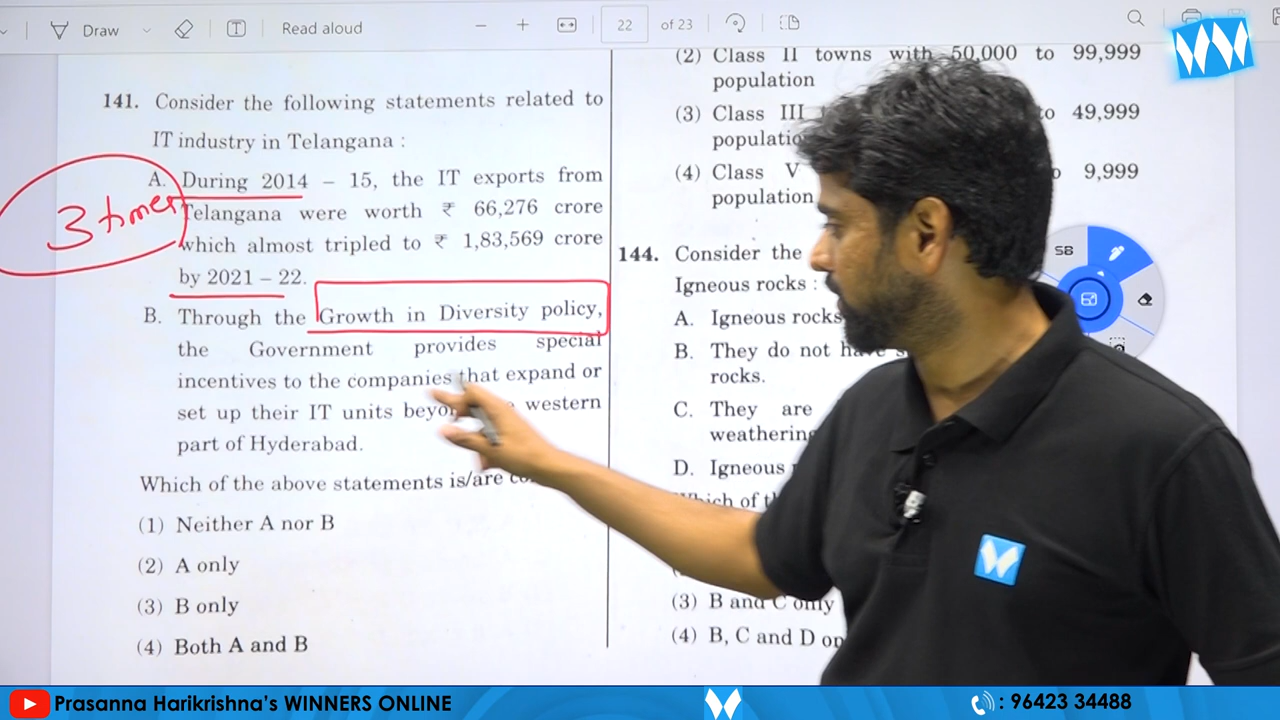 Draw
Read aloud
22
of 23
141. Consider the following statements related to
IT industry in Telangana :
A. During 2014 – 15, the IT exports from
Telangana were worth ₹ 66,276 crore
which almost tripled to ₹ 1,83,569 crore
by 2021 – 22.
3 times
B. Through the Growth in Diversity policy,
the Government provides special
incentives to the companies that expand or
set up their IT units western
part of Hyderabad.
Which of the above statements is/are
(1) Neither A nor B
(2) A only
(3) B only
(4) Both A and B
(2) Class II towns with 50,000 to 99,999
population
(3) Class III 49,999
(4) Class V 9,999
population
144. Consider the
Igneous rocks :
A. Igneous rocks
B. They do not
rocks.
C. They are
weathering
D. Igneous
(3) B and C only
(4) B, C and D
SB
Prasanna Harikrishna's WINNERS ONLINE
: 96423 34488